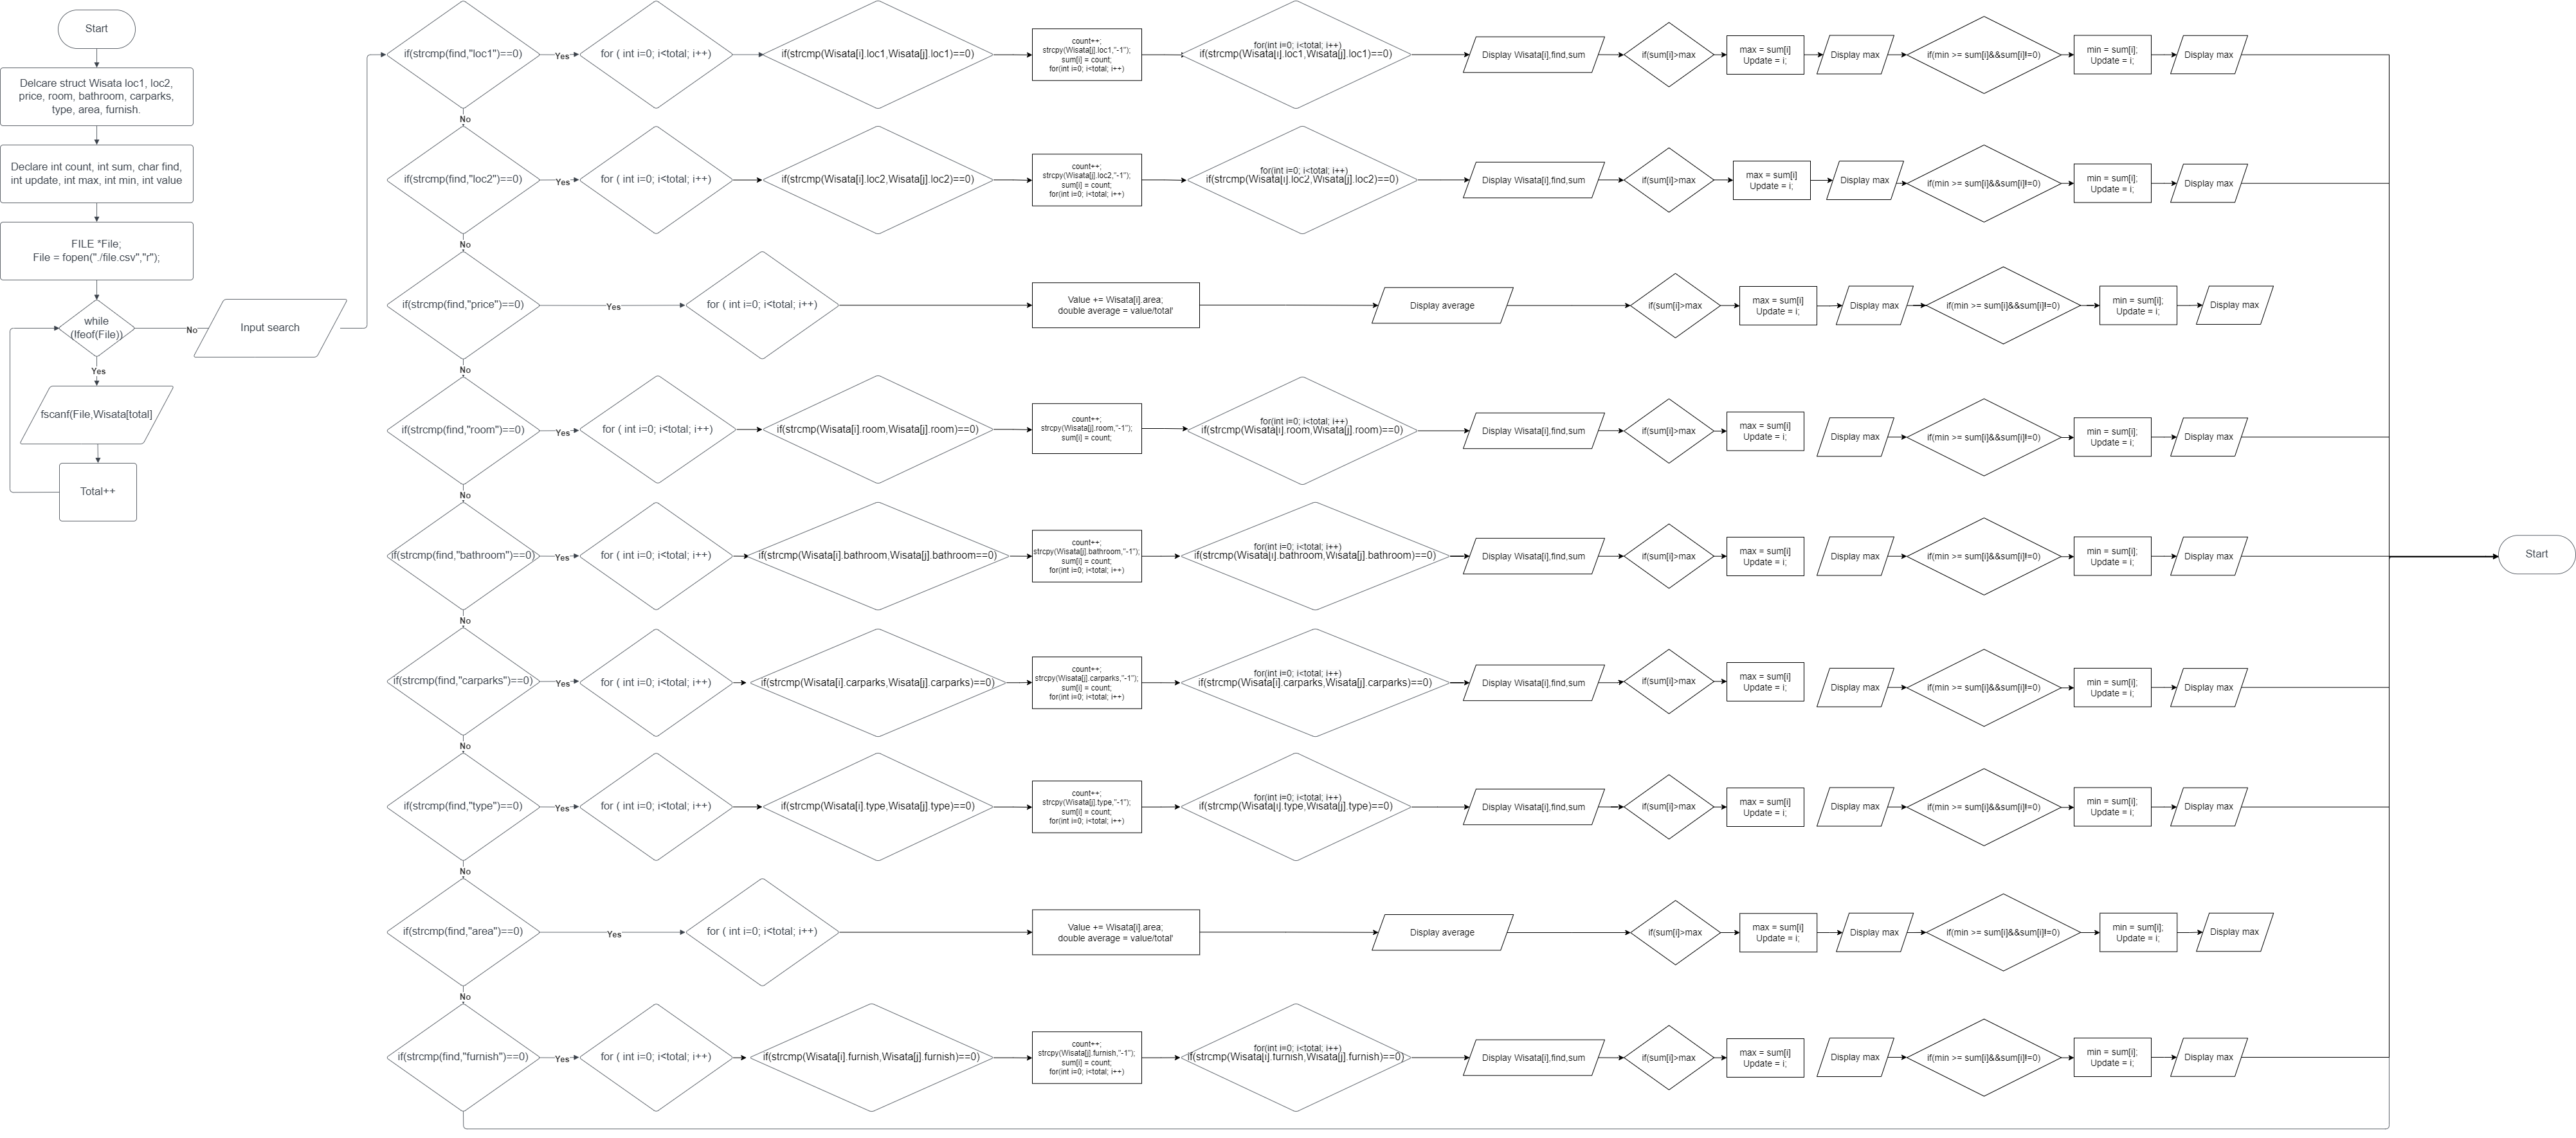 Start
Delcare struct Wisata loc1, loc2,
price, room, bathroom, carparks,
type, area, furnish.
Declare int count, int sum, char find,
int update, int max, int min, int value
FILE *File;
File = fopen("./file.csv","r");
while
(!feof(File))
No
Input search
Yes
fscanf(File,Wisata[total]
Total++
if(strcmp(find,"loc1")==0)
Yes
for ( int i=0; i<total; i++)
if(strcmp(Wisata[i].loc1,Wisata[j].loc1)==0)
count++;
strcpy(Wisata[j].loc1,"-1");
sum[i] = count;
for(int i=0; i<total; i++)
for(int i=0; i<total; i++)
if(strcmp(Wisata[i].loc1,Wisata[j].loc1)==0)
Display Wisata[i],find,sum
if(sum[i]>max
max = sum[i]
Update = i;
Display max
if(min >= sum[i]&&sum[i]!=0)
min = sum[i];
Update = i;
Display max
No
if(strcmp(find,"loc2")==0)
Yes
for ( int i=0; i<total; i++)
if(strcmp(Wisata[i].loc2,Wisata[j].loc2)==0)
count++;
strcpy(Wisata[j].loc2,"-1");
sum[i] = count;
for(int i=0; i<total; i++)
for(int i=0; i<total; i++)
if(strcmp(Wisata[i].loc2,Wisata[j].loc2)==0)
Display Wisata[i],find,sum
if(sum[i]>max
max = sum[i]
Update = i;
Display max
if(min >= sum[i]&&sum[i]!=0)
min = sum[i];
Update = i;
Display max
No
if(strcmp(find,"price")==0)
Yes
for ( int i=0; i<total; i++)
Value += Wisata[i].area;
double average = value/total'
Display average
if(sum[i]>max
max = sum[i]
Update = i;
Display max
if(min >= sum[i]&&sum[i]!=0)
min = sum[i];
Update = i;
Display max
No
if(strcmp(find,"room")==0)
Yes
for ( int i=0; i<total; i++)
if(strcmp(Wisata[i].room,Wisata[j].room)==0)
count++;
strcpy(Wisata[j].room,"-1");
sum[i] = count;
for(int i=0; i<total; i++)
if(strcmp(Wisata[i].room,Wisata[j].room)==0)
Display Wisata[i],find,sum
if(sum[i]>max
max = sum[i]
Update = i;
Display max
if(min >= sum[i]&&sum[i]!=0)
min = sum[i];
Update = i;
Display max
No
if(strcmp(find,"bathroom")==0)
Yes
for ( int i=0; i<total; i++)
if(strcmp(Wisata[i].bathroom,Wisata[j].bathroom==0)
count++;
strcpy(Wisata[j].bathroom,"-1");
sum[i] = count;
for(int i=0; i<total; i++)
for(int i=0; i<total; i++)
if(strcmp(Wisata[i].bathroom,Wisata[j].bathroom)==0)
Display Wisata[i],find,sum
if(sum[i]>max
max = sum[i]
Update = i;
Display max
if(min >= sum[i]&&sum[i]!=0)
min = sum[i];
Update = i;
Display max
Start
No
if(strcmp(find,"carparks")==0)
Yes
for ( int i=0; i<total; i++)
if(strcmp(Wisata[i].carparks,Wisata[j].carparks)==0)
count++;
strcpy(Wisata[j].carparks,"-1");
sum[i] = count;
for(int i=0; i<total; i++)
for(int i=0; i<total; i++)
if(strcmp(Wisata[i].carparks,Wisata[j].carparks)==0)
Display Wisata[i],find,sum
if(sum[i]>max
max = sum[i]
Update = i;
Display max
if(min >= sum[i]&&sum[i]!=0)
min = sum[i];
Update = i;
Display max
No
if(strcmp(find,"type")==0)
Yes
for ( int i=0; i<total; i++)
if(strcmp(Wisata[i].type,Wisata[j].type)==0)
count++;
strcpy(Wisata[j].type,"-1");
sum[i] = count;
for(int i=0; i<total; i++)
for(int i=0; i<total; i++)
if(strcmp(Wisata[i].type,Wisata[j].type)==0)
Display Wisata[i],find,sum
if(sum[i]>max
max = sum[i]
Update = i;
Display max
if(min >= sum[i]&&sum[i]!=0)
min = sum[i];
Update = i;
Display max
No
if(strcmp(find,"area")==0)
Yes
for ( int i=0; i<total; i++)
Value += Wisata[i].area;
double average = value/total'
Display average
if(sum[i]>max
max = sum[i]
Update = i;
Display max
if(min >= sum[i]&&sum[i]!=0)
min = sum[i];
Update = i;
Display max
No
if(strcmp(find,"furnish")==0)
Yes
for ( int i=0; i<total; i++)
if(strcmp(Wisata[i].furnish,Wisata[j].furnish)==0)
count++;
strcpy(Wisata[j].furnish,"-1");
sum[i] = count;
for(int i=0; i<total; i++)
for(int i=0; i<total; i++)
if(strcmp(Wisata[i].furnish,Wisata[j].furnish)==0)
Display Wisata[i],find,sum
if(sum[i]>max
max = sum[i]
Update = i;
Display max
if(min >= sum[i]&&sum[i]!=0)
min = sum[i];
Update = i;
Display max